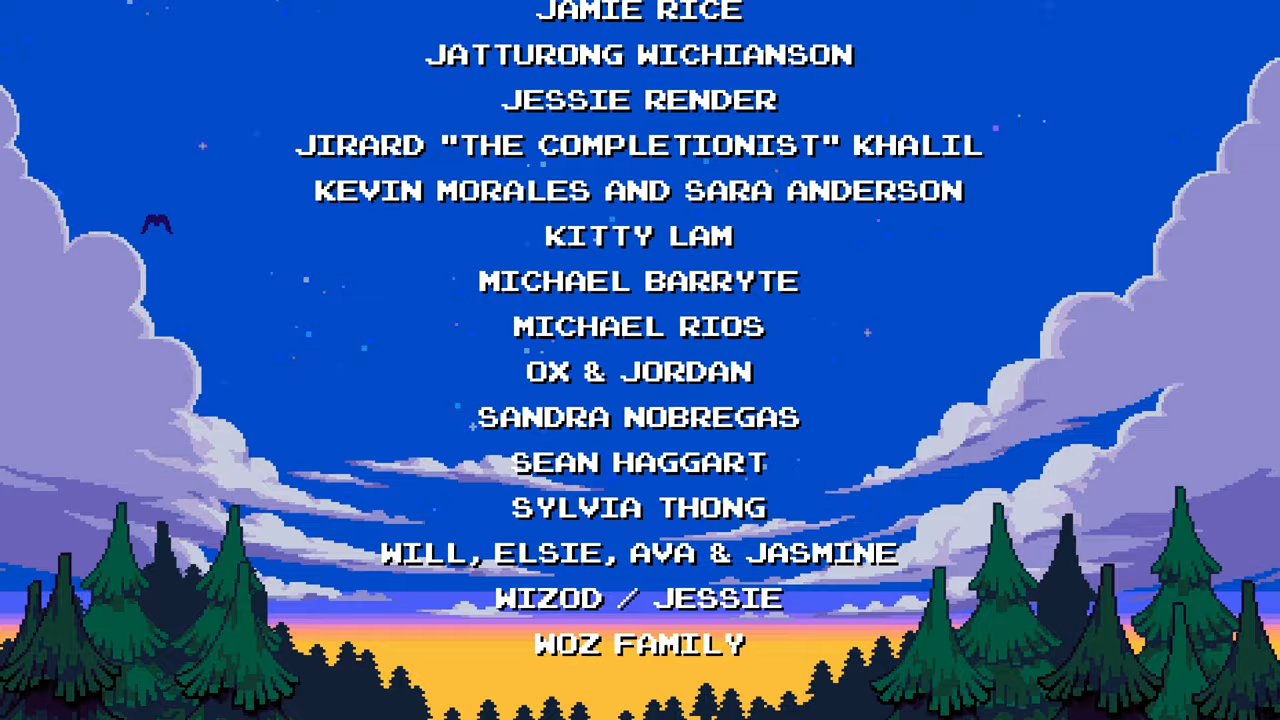 JAMIE RICE
JATTURONG WICHIANSON
JESSIE RENDER
JIRARD "THE COMPLETIONIST" KHALIL
KEVIN MORALES AND SARA ANDERSON
KITTY LAM
MICHAEL BARRYTE
MICHAEL RIOS
OX & JORDAN
SANDRA NOBREGAS
SEAN HAGGART
SYLVIA THONG
WILL, ELSIE, AVA & JASMINE
WIZOD / JESSIE
WOZ FAMILY